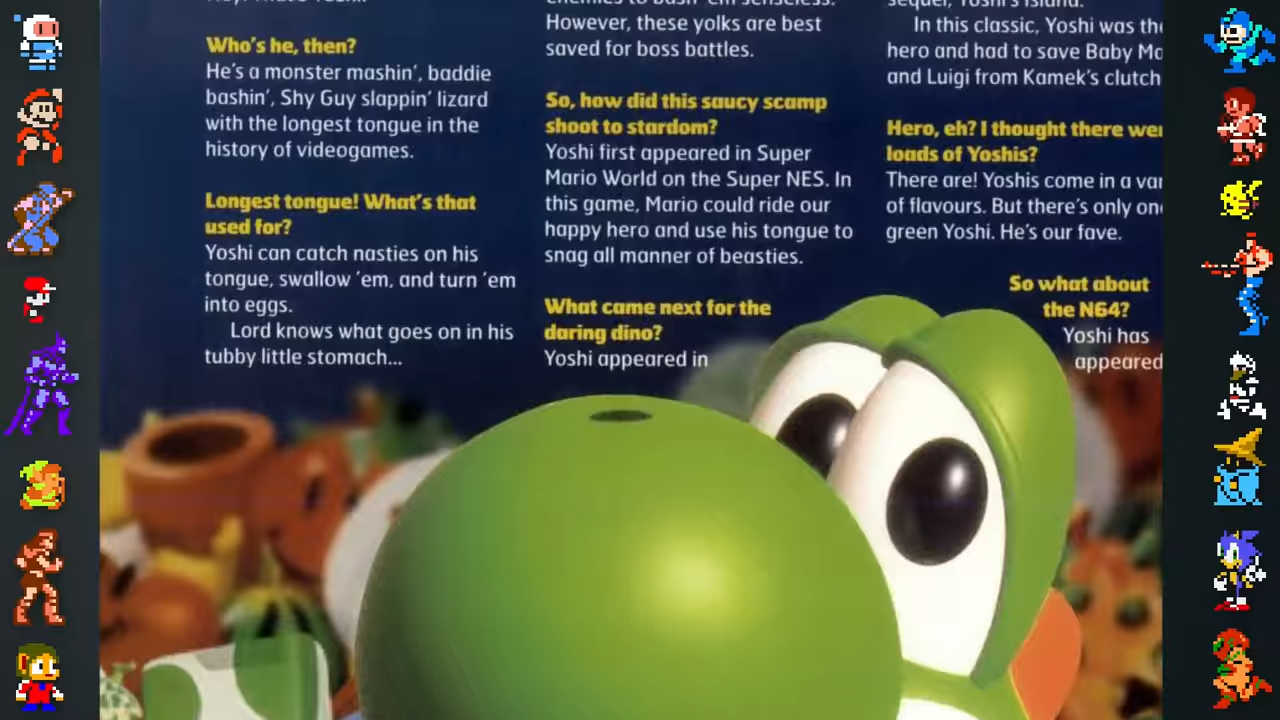 Who's he, then?
He's a monster mashin', baddie
bashin', Shy Guy slappin' lizard
with the longest tongue in the
history of videogames.
Longest tongue! What's that
used for?
Yoshi can catch nasties on his
tongue, swallow 'em, and turn 'em
into eggs.
Lord knows what goes on in his
tubby little stomach...
However, these yolks are best
saved for boss battles.
So, how did this saucy scamp
shoot to stardom?
Yoshi first appeared in Super
Mario World on the Super NES. In
this game, Mario could ride our
happy hero and use his tongue to
snag all manner of beasties.
What came next for the
daring dino?
Yoshi appeared in
In this classic, Yoshi was the
hero and had to save Baby
and Luigi from Kamek's clutch
Hero, eh? I thought there
loads of Yoshis?
There are! Yoshis come in a
of flavours. But there's only
green Yoshi. He's our fave.
So what about
the N64?
Yoshi has
appeared